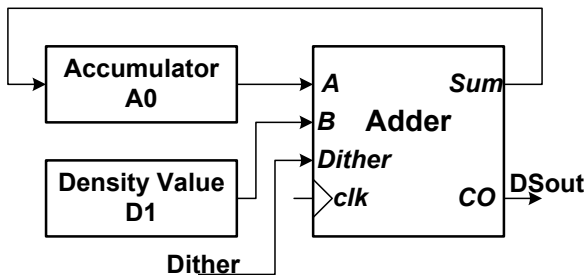 Accumulator
A0
Density Value
D1
Dither
A
B
Dither
clk
Adder
Sum
CO
DSout